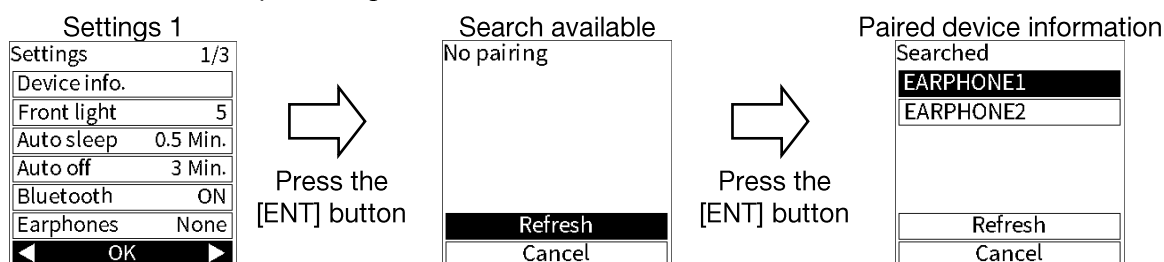 Settings 1
Settings 1/3
Device info.
Front light 5
Auto sleep 0.5 Min.
Auto off 3 Min.
Bluetooth ON
Earphones None
OK
Press the
[ENT] button
Search available
No pairing
Refresh
Cancel
Press the
[ENT] button
Paired device information
Searched
EARPHONE1
EARPHONE2
Refresh
Cancel